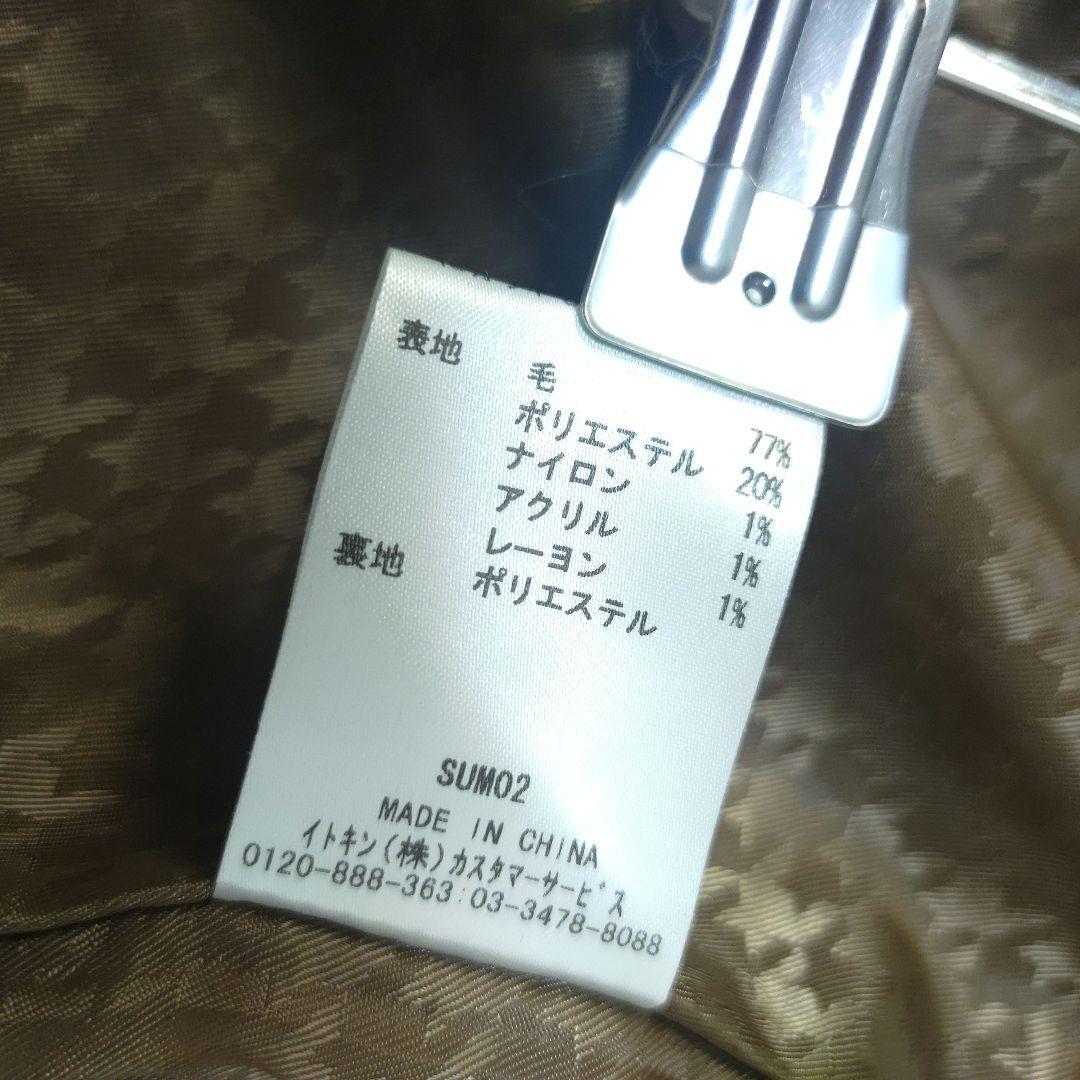 表地 毛 77%
ポリエステル 20%
ナイロン 1%
アクリル 1%
レーヨン 1%
裏地 ポリエステル
SUM02
MADE IN CHINA
イトキン(株)カスタマーサービス
0120-888-363:03-3478-8088